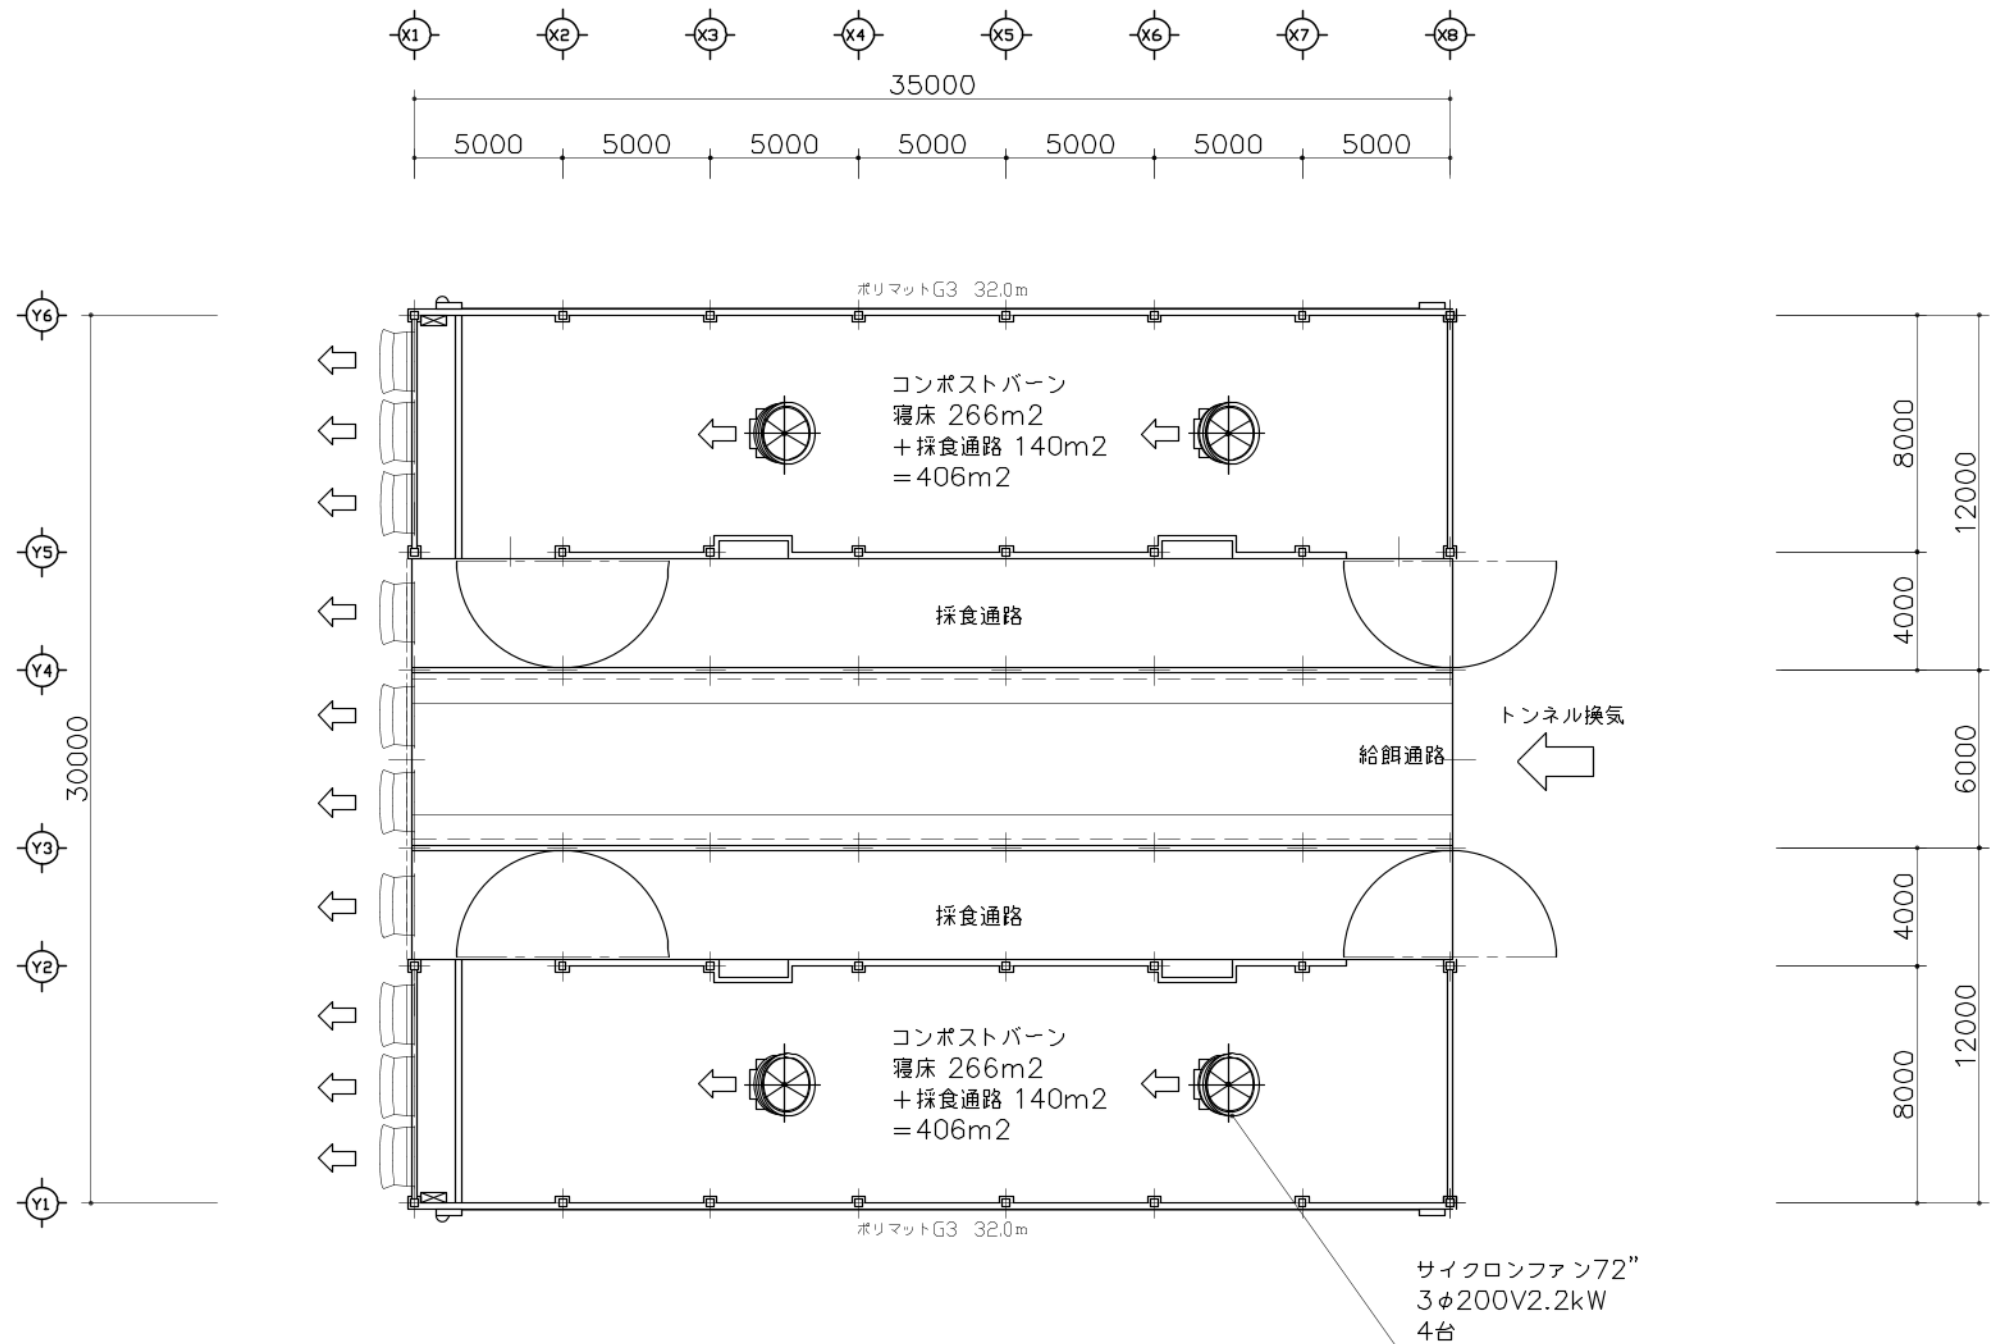 X1 X2 X3 X4 X5 X6 X7 X8
35000
5000 5000 5000 5000 5000 5000 5000
ポリマットG3 32.0m
Y6
コンポストバーン
寝床 266m2
+採食通路 140m2
=406m2
8000
12000
Y5
採食通路
4000
Y4
トンネル換気
給餌通路
30000
6000
Y3
採食通路
4000
Y2
コンポストバーン
寝床 266m2
+採食通路 140m2
=406m2
8000
12000
Y1
ポリマットG3 32.0m
サイクロンファン72"
3φ200V2.2kW
4台